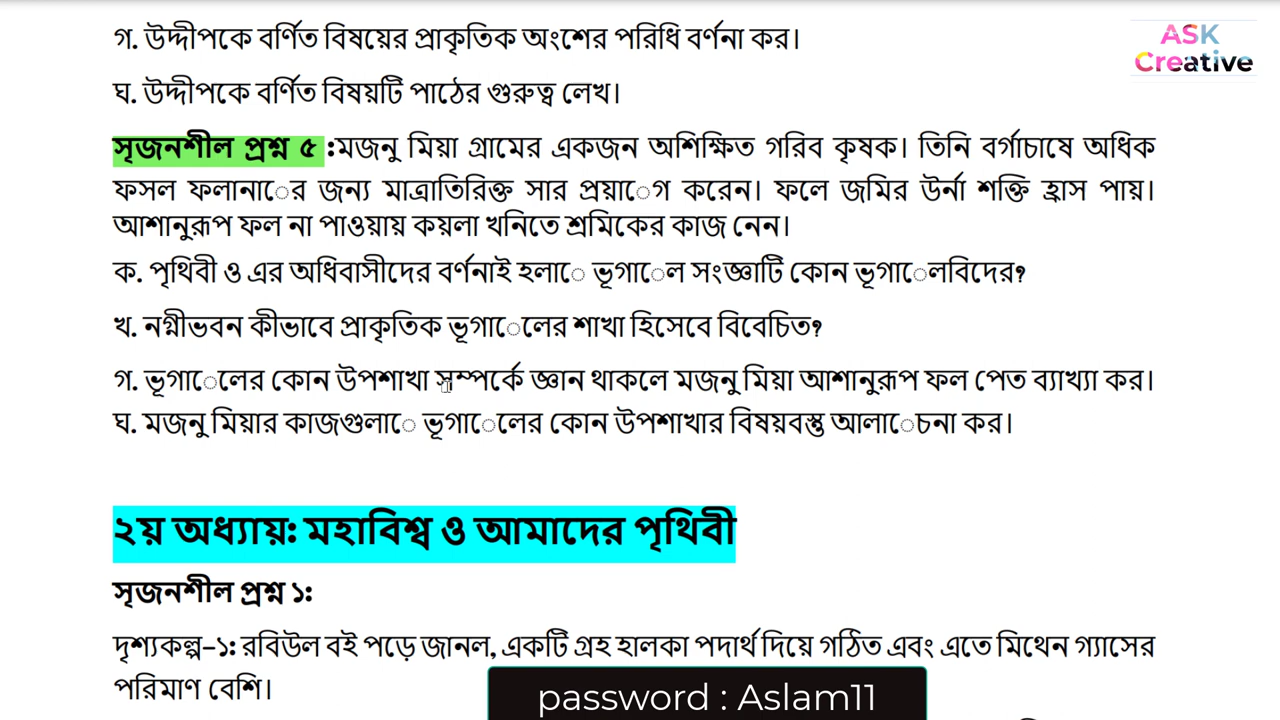 গ. উদ্দীপকে বর্ণিত বিষয়ের প্রাকৃতিক অংশের পরিধি বর্ণনা কর।
ASK
Creative
ঘ. উদ্দীপকে বর্ণিত বিষয়টি পাঠের গুরুত্ব লেখ।
সৃজনশীল প্রশ্ন ৫ :মজনু মিয়া গ্রামের একজন অশিক্ষিত গরিব কৃষক। তিনি বর্গাচাষে অধিক
ফসল ফলানাের জন্য মাত্রাতিরিক্ত সার প্রয়ােগ করেন। ফলে জমির উর্না শক্তি হ্রাস পায়।
আশানুরূপ ফল না পাওয়ায় কয়লা খনিতে শ্রমিকের কাজ নেন।
ক. পৃথিবী ও এর অধিবাসীদের বর্ণনাই হলাে ভূগােল সংজ্ঞাটি কোন ভূগােলবিদের?
খ. নগ্নীভবন কীভাবে প্রাকৃতিক ভূগােলের শাখা হিসেবে বিবেচিত?
গ. ভূগােলের কোন উপশাখা সম্পর্কে জ্ঞান থাকলে মজনু মিয়া আশানুরূপ ফল পেত ব্যাখ্যা কর।
ঘ. মজনু মিয়ার কাজগুলাে ভূগােলের কোন উপশাখার বিষয়বস্তু আলােচনা কর।
২য় অধ্যায়: মহাবিশ্ব ও আমাদের পৃথিবী
সৃজনশীল প্রশ্ন ১:
দৃশ্যকল্প–১: রবিউল বই পড়ে জানল, একটি গ্রহ হালকা পদার্থ দিয়ে গঠিত এবং এতে মিথেন গ্যাসের
পরিমাণ বেশি।
password : Aslam11